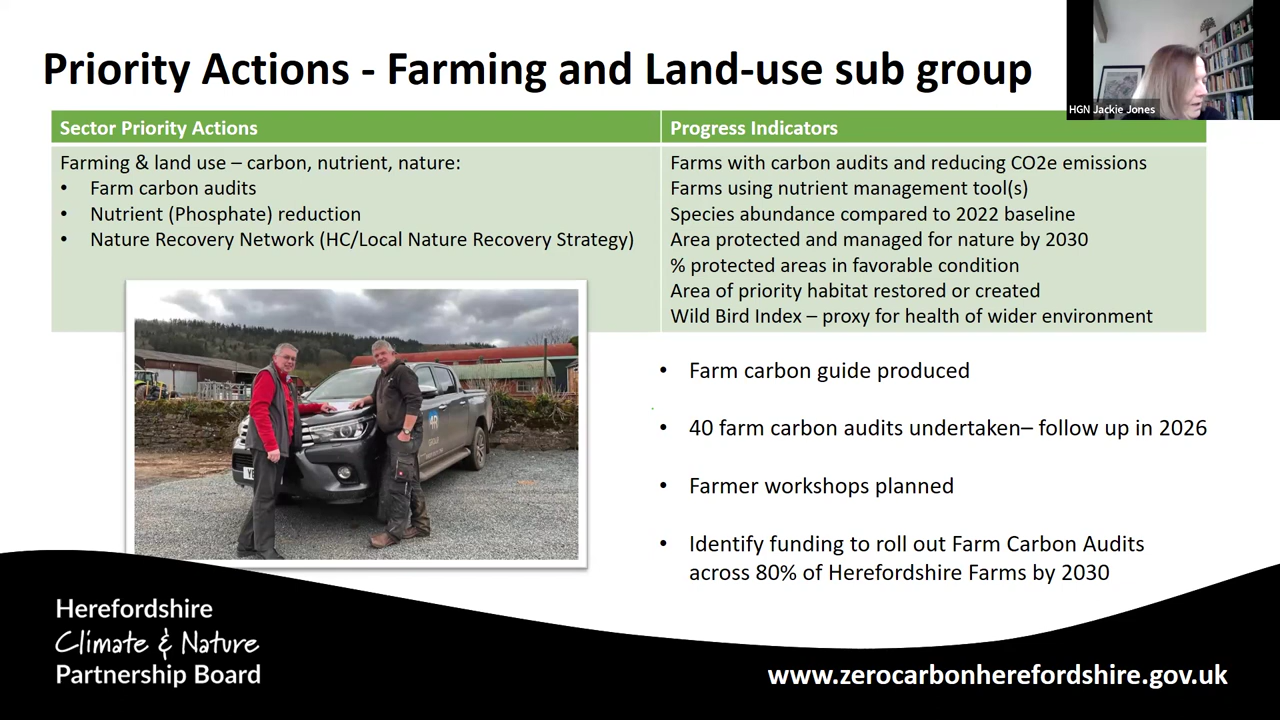 Priority Actions - Farming and Land-use sub group
HGN Jackie Jones
Sector Priority Actions
Progress Indicators
Farming & land use – carbon, nutrient, nature:
• Farm carbon audits
• Nutrient (Phosphate) reduction
• Nature Recovery Network (HC/Local Nature Recovery Strategy)
Farms with carbon audits and reducing CO2e emissions
Farms using nutrient management tool(s)
Species abundance compared to 2022 baseline
Area protected and managed for nature by 2030
% protected areas in favorable condition
Area of priority habitat restored or created
Wild Bird Index – proxy for health of wider environment
• Farm carbon guide produced
• 40 farm carbon audits undertaken– follow up in 2026
• Farmer workshops planned
• Identify funding to roll out Farm Carbon Audits
across 80% of Herefordshire Farms by 2030
Herefordshire
Climate & Nature
Partnership Board
www.zerocarbonherefordshire.gov.uk